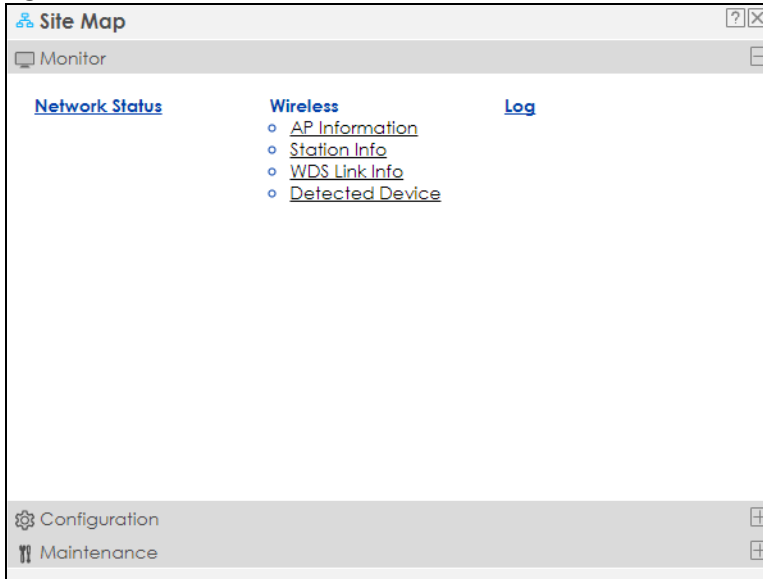 Site Map
Monitor
Network Status
Wireless
AP Information
Station Info
WDS Link Info
Detected Device
Log
Configuration
Maintenance